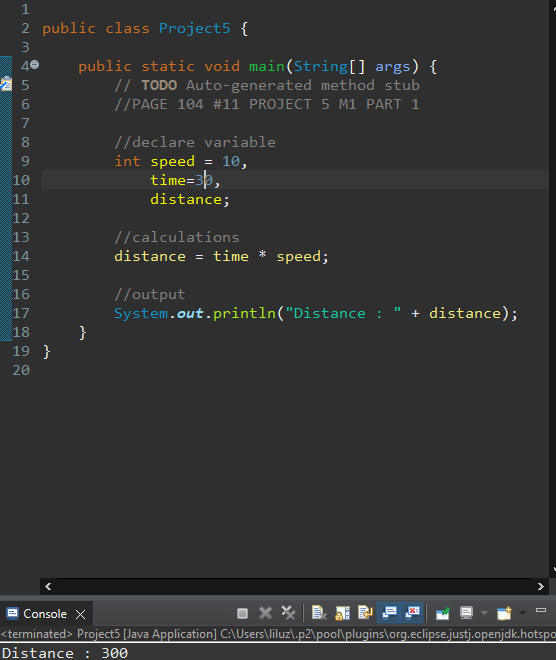 1
2 public class Project5 {
3
4 public static void main(String[] args) {
5 // TODO Auto-generated method stub
6 //PAGE 104 #11 PROJECT 5 M1 PART 1
7
8 //declare variable
9 int speed = 10,
10 time=30,
11 distance;
12
13 //calculations
14 distance = time * speed;
15
16 //output
17 System.out.println("Distance : " + distance);
18 }
19 }
20
Console
<terminated> Project5 [Java Application] C:\Users\liluz\.p2\pool\plugins\org.eclipse.justj.openjdk.hotspo
Distance : 300